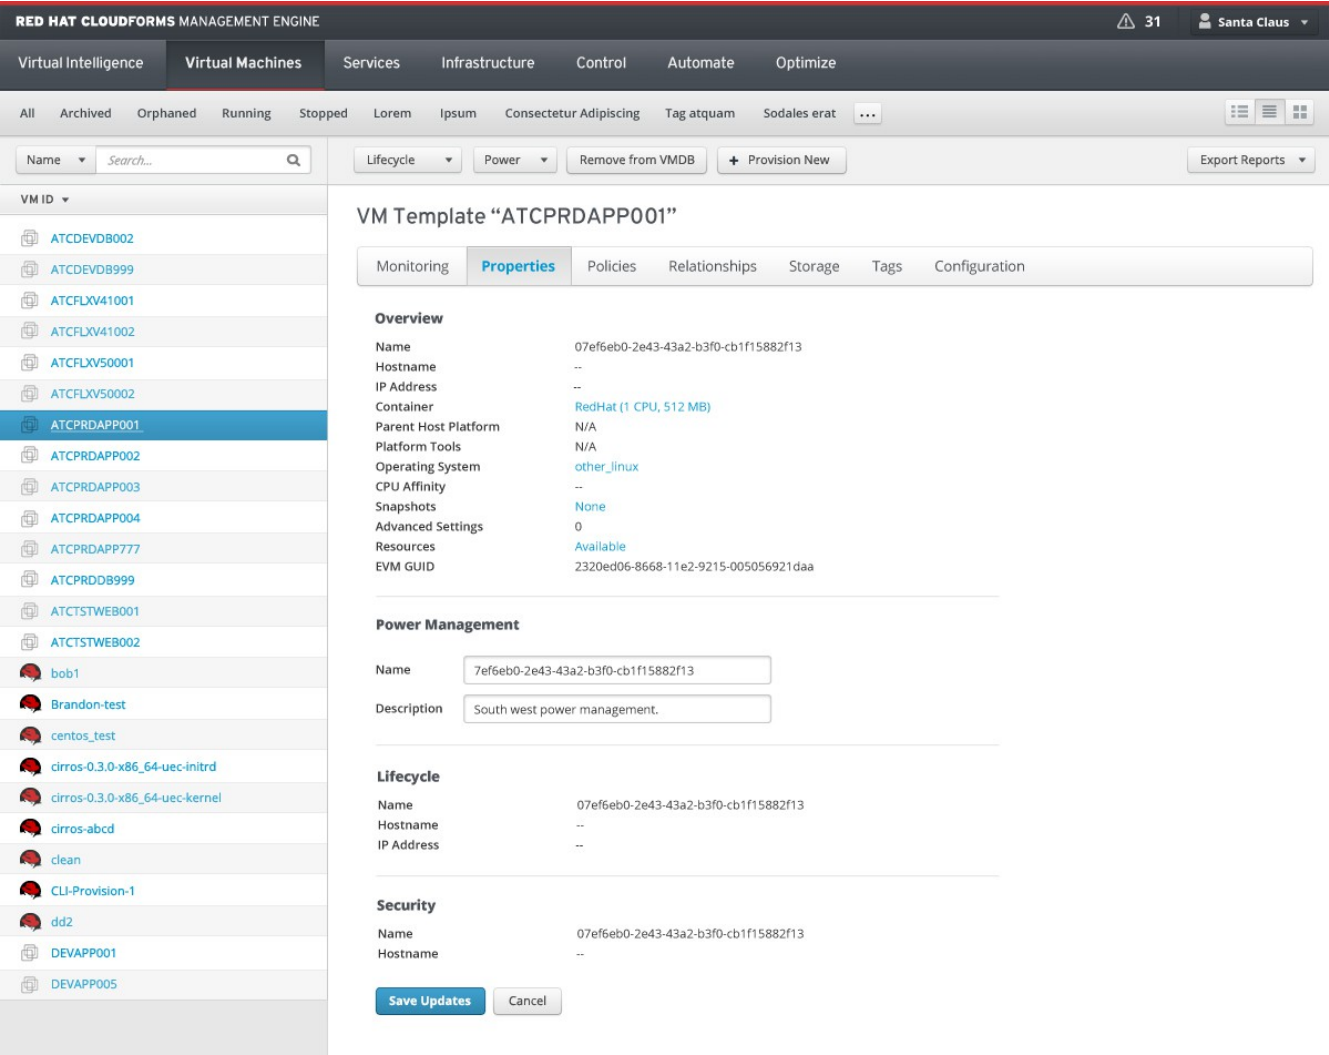 RED HAT CLOUDFORMS MANAGEMENT ENGINE 31 Santa Claus
Virtual Intelligence Virtual Machines Services Infrastructure Control Automate Optimize
All Archived Orphaned Running Stopped Lorem Ipsum Consectetur Adipiscing Tag atquam Sodales erat ...
Name Search... Lifecycle Power Remove from VMDB + Provision New Export Reports
VM ID
ATCDEVDB002
ATCDEVDB999
ATCFLXV41001
ATCFLXV41002
ATCFLXV50001
ATCFLXV50002
ATCPRDAPP001
ATCPRDAPP002
ATCPRDAPP003
ATCPRDAPP004
ATCPRDAPP777
ATCPRDDB999
ATCTSTWEB001
ATCTSTWEB002
bob1
Brandon-test
centos_test
cirros-0.3.0-x86_64-uec-initrd
cirros-0.3.0-x86_64-uec-kernel
cirros-abcd
clean
CLI-Provision-1
dd2
DEVAPP001
DEVAPP005
VM Template “ATCPRDAPP001”
Monitoring Properties Policies Relationships Storage Tags Configuration
Overview
Name 07ef6eb0-2e43-43a2-b3f0-cb1f15882f13
Hostname --
IP Address --
Container RedHat (1 CPU, 512 MB)
Parent Host Platform N/A
Platform Tools N/A
Operating System other_linux
CPU Affinity --
Snapshots None
Advanced Settings 0
Resources Available
EVM GUID 2320ed06-8668-11e2-9215-005056921daa
Power Management
Name 7ef6eb0-2e43-43a2-b3f0-cb1f15882f13
Description South west power management.
Lifecycle
Name 07ef6eb0-2e43-43a2-b3f0-cb1f15882f13
Hostname --
IP Address --
Security
Name 07ef6eb0-2e43-43a2-b3f0-cb1f15882f13
Hostname --
Save Updates Cancel